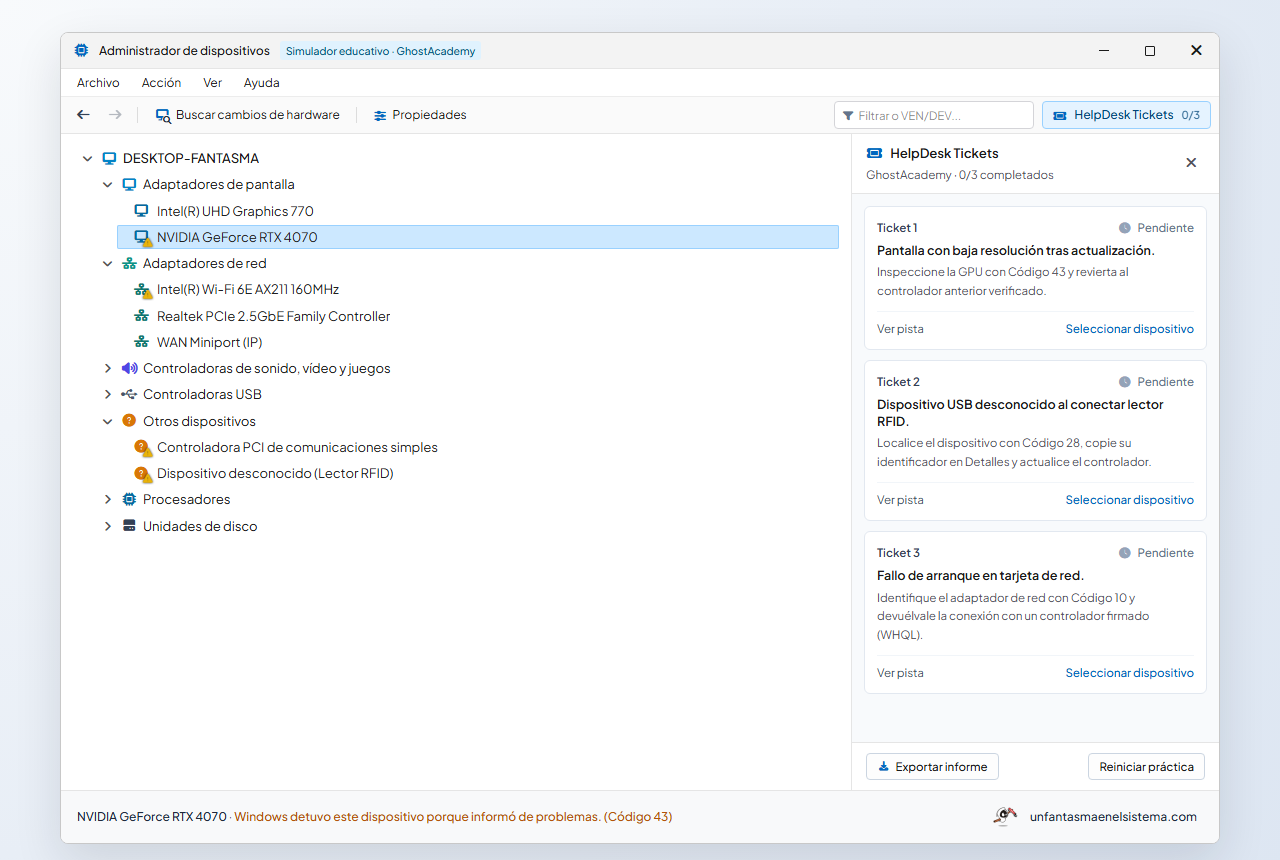 Administrador de dispositivos
Simulador educativo · GhostAcademy
Archivo Acción Ver Ayuda
Buscar cambios de hardware
Propiedades
Filtrar o VEN/DEV...
HelpDesk Tickets 0/3
DESKTOP-FANTASMA
Adaptadores de pantalla
Intel(R) UHD Graphics 770
NVIDIA GeForce RTX 4070
Adaptadores de red
Intel(R) Wi-Fi 6E AX211 160MHz
Realtek PCIe 2.5GbE Family Controller
WAN Miniport (IP)
Controladoras de sonido, vídeo y juegos
Controladoras USB
Otros dispositivos
Controladora PCI de comunicaciones simples
Dispositivo desconocido (Lector RFID)
Procesadores
Unidades de disco
HelpDesk Tickets
GhostAcademy · 0/3 completados
Ticket 1 Pendiente
Pantalla con baja resolución tras actualización.
Inspeccione la GPU con Código 43 y revierta al
controlador anterior verificado.
Ver pista Seleccionar dispositivo
Ticket 2 Pendiente
Dispositivo USB desconocido al conectar lector
RFID.
Localice el dispositivo con Código 28, copie su
identificador en Detalles y actualice el controlador.
Ver pista Seleccionar dispositivo
Ticket 3 Pendiente
Fallo de arranque en tarjeta de red.
Identifique el adaptador de red con Código 10 y
devuélvale la conexión con un controlador firmado
(WHQL).
Ver pista Seleccionar dispositivo
Exportar informe
Reiniciar práctica
NVIDIA GeForce RTX 4070 · Windows detuvo este dispositivo porque informó de problemas. (Código 43)
unfantasmaenelsistema.com